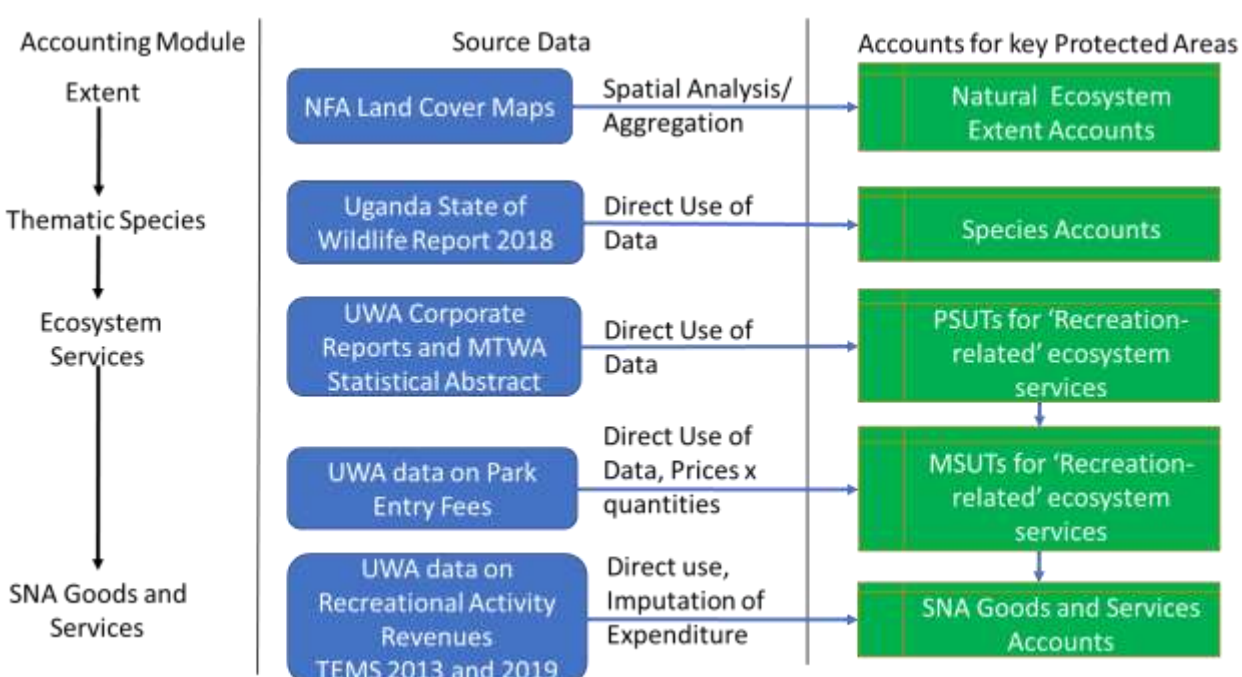 Accounting Module
Source Data
Accounts for key Protected Areas
Extent
NFA Land Cover Maps
Spatial Analysis/
Aggregation
Natural Ecosystem
Extent Accounts
Thematic Species
Uganda State of
Wildlife Report 2018
Direct Use of
Data
Species Accounts
Ecosystem
Services
UWA Corporate
Reports and MTWA
Statistical Abstract
Direct Use of
Data
PSUTs for ‘Recreation-
related’ ecosystem
services
UWA data on Park
Entry Fees
Direct Use of
Data, Prices x
quantities
MSUTs for ‘Recreation-
related’ ecosystem
services
SNA Goods and
Services
UWA data on
Recreational Activity
Revenues
TEMS 2013 and 2019
Direct use,
Imputation of
Expenditure
SNA Goods and Services
Accounts